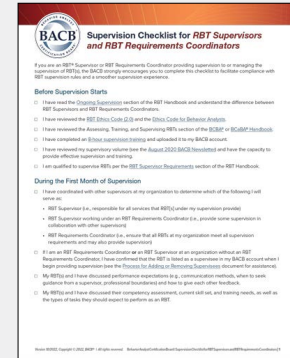 BACB
Supervision Checklist for RBT Supervisors
and RBT Requirements Coordinators
If you are an RBT® Supervisor or RBT Requirements Coordinator providing supervision to or managing the
supervision of RBT(s), the BACB strongly encourages you to complete this checklist to facilitate compliance with
RBT supervision rules and a smoother supervision experience.
Before Supervision Starts
I have read the Ongoing Supervision section of the RBT Handbook and understand the difference between
RBT Supervisors and RBT Requirements Coordinators.
I have reviewed the RBT Ethics Code (2.0) and the Ethics Code for Behavior Analysts.
I have reviewed the Assessing, Training, and Supervising RBTs section of the BCBA® or BCaBA® Handbook.
I have completed an 8-hour supervision training and uploaded it to my BACB account.
I have reviewed my supervisory volume (see the August 2020 BACB Newsletter) and have the capacity to
provide effective supervision and training.
I am qualified to supervise RBTs per the RBT Supervisor Requirements section of the RBT Handbook.
During the First Month of Supervision
I have coordinated with other supervisors at my organization to determine which of the following I will
serve as:
• RBT Supervisor (i.e., responsible for all services that RBT(s) under my supervision provide)
• RBT Supervisor working under an RBT Requirements Coordinator (i.e., provide some supervision in
collaboration with other supervisors)
• RBT Requirements Coordinator (i.e., ensure that all RBTs at my organization meet all supervision
requirements and may also provide supervision)
If I am an RBT Requirements Coordinator or an RBT Supervisor at an organization without an RBT
Requirements Coordinator, I have confirmed that the RBT is listed as a supervisee in my BACB account when I
begin providing supervision (see the Process for Adding or Removing Supervisees document for assistance).
My RBT(s) and I have discussed performance expectations (e.g., communication methods, when to seek
guidance from a supervisor, professional boundaries) and how to give each other feedback.
My RBT(s) and I have discussed their competency assessment, current skill set, and training needs, as well as
the types of tasks they should expect to perform as an RBT.